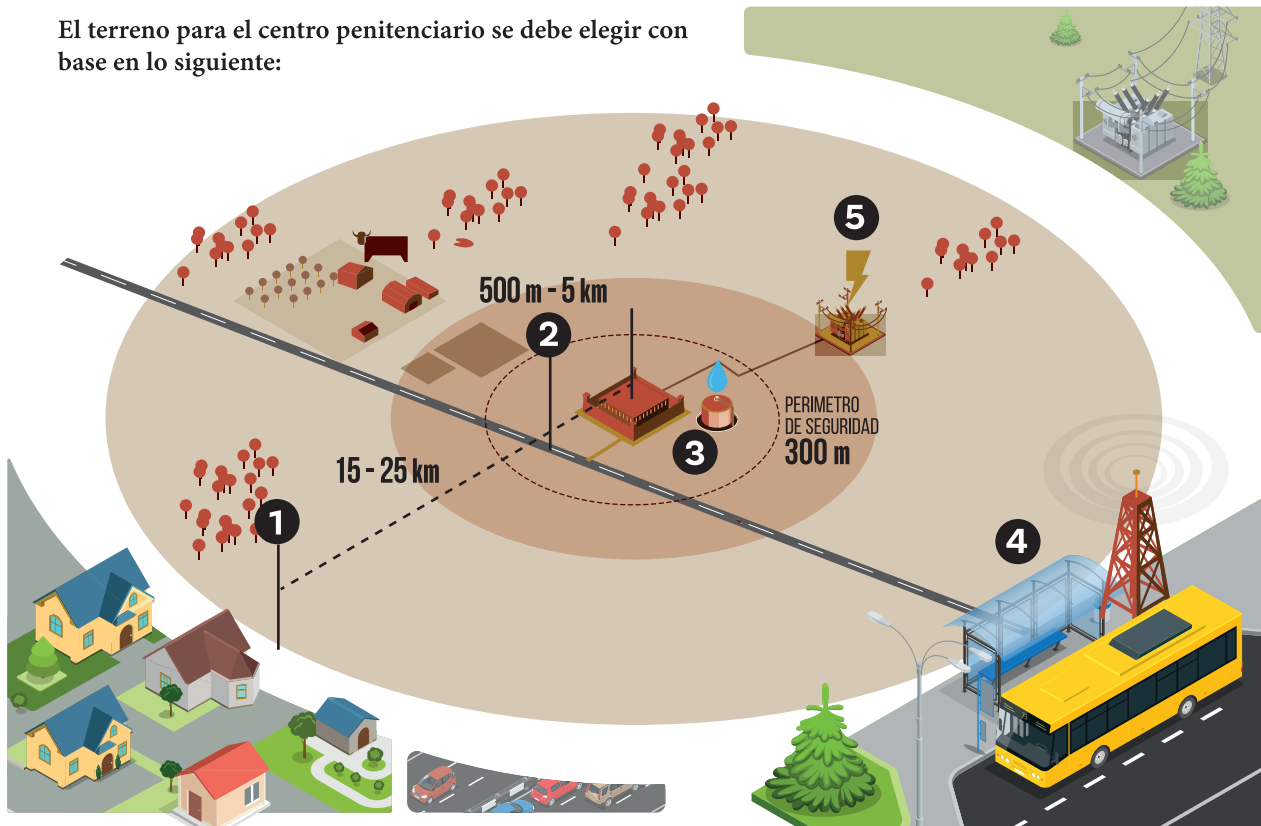 El terreno para el centro penitenciario se debe elegir con
base en lo siguiente:
5
500 m - 5 km
2
PERIMETRO
DE SEGURIDAD
300 m
3
15 - 25 km
1
4